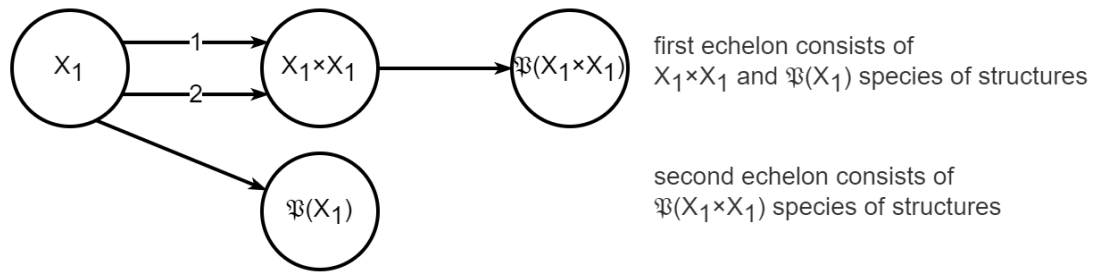 X₁
1
2
X₁×X₁
𝔓(X₁×X₁)
𝔓(X₁)
first echelon consists of
X₁×X₁ and 𝔓(X₁) species of structures
second echelon consists of
𝔓(X₁×X₁) species of structures